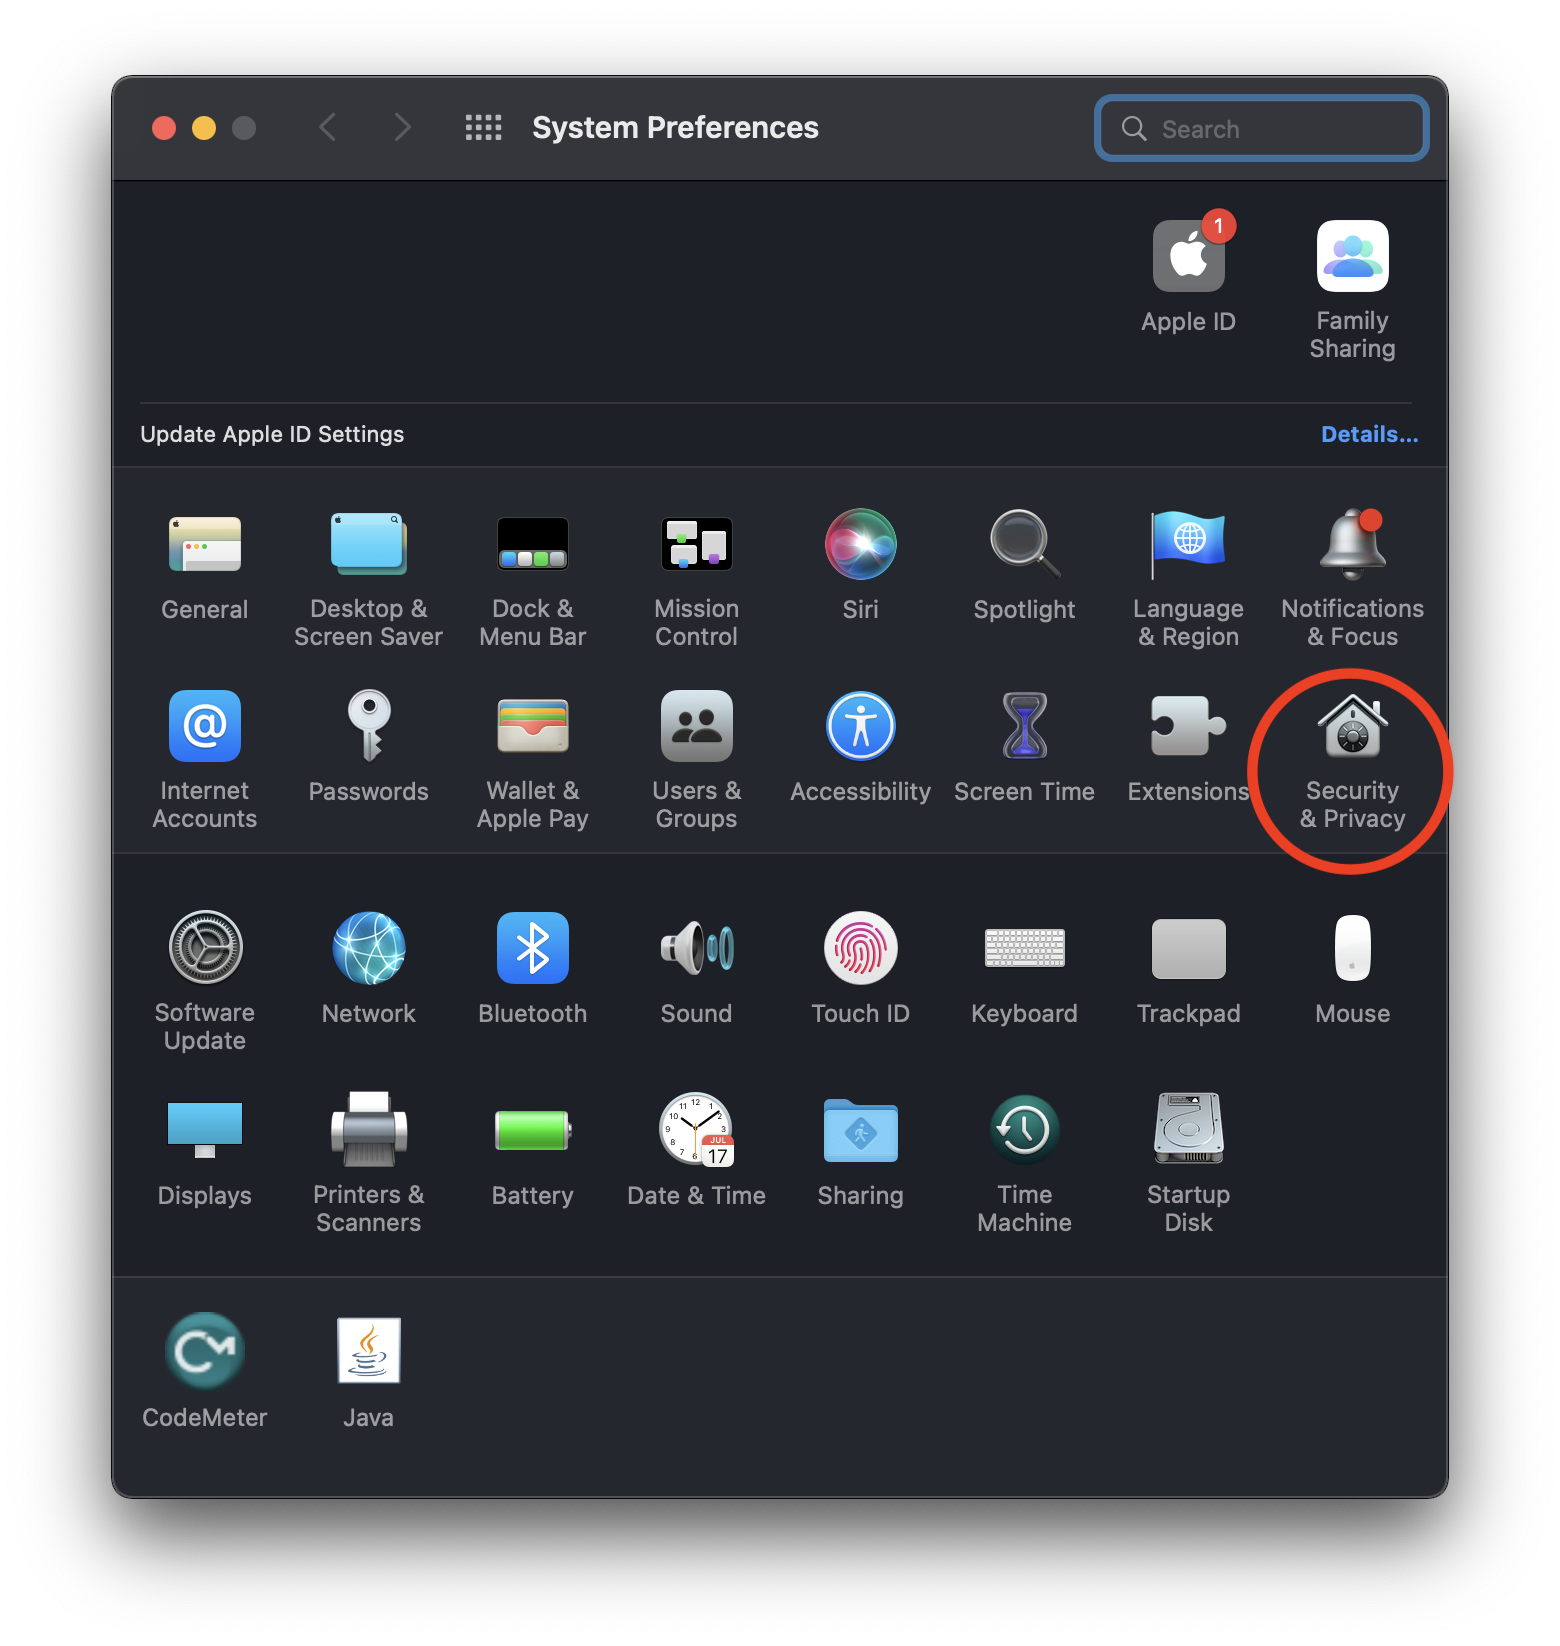 System Preferences
Search
1
Apple ID
Family
Sharing
Update Apple ID Settings
Details...
General
Desktop &
Screen Saver
Dock &
Menu Bar
Mission
Control
Siri
Spotlight
Language
& Region
Notifications
& Focus
Internet
Accounts
Passwords
Wallet &
Apple Pay
Users &
Groups
Accessibility
Screen Time
Extensions
Security
& Privacy
Software
Update
Network
Bluetooth
Sound
Touch ID
Keyboard
Trackpad
Mouse
Displays
Printers &
Scanners
Battery
JUL
17
Date & Time
Sharing
Time
Machine
Startup
Disk
CM
CodeMeter
Java